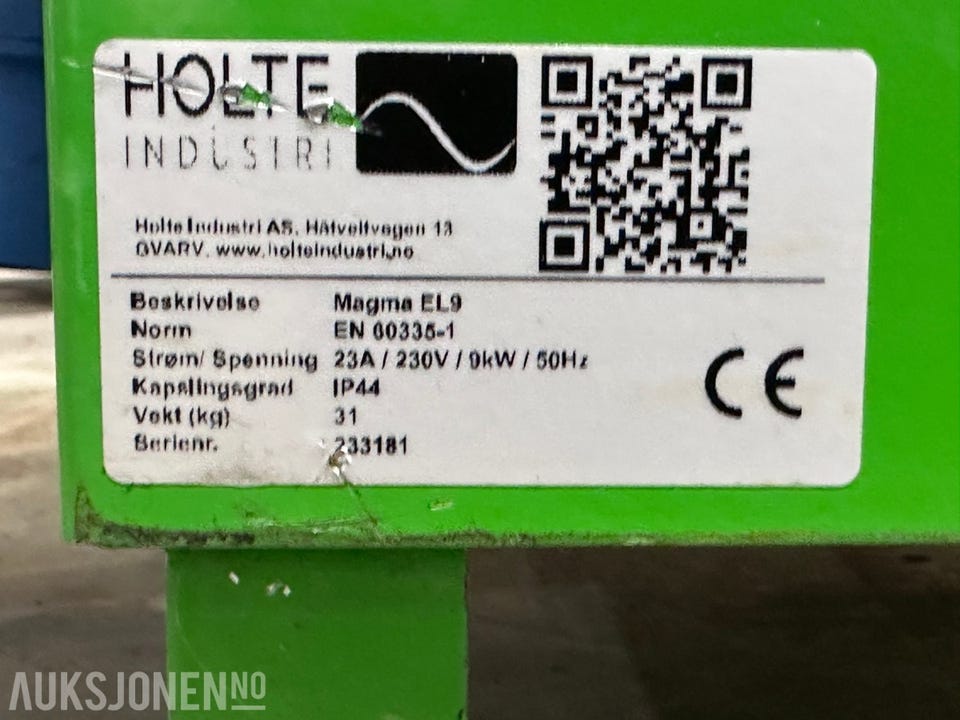 HOLTE
INDUSTRI
Holte Industri AS, Håtveitvegen 13
GVARV, www.holteindustri.no
Beskrivelse Magma EL9
Norm EN 60335-1
Strøm/ Spenning 23A / 230V / 9kW / 50Hz
Kapslingsgrad IP44
Vekt (kg) 31
Serienr. 233181
CE
AUKSJONEN.NO